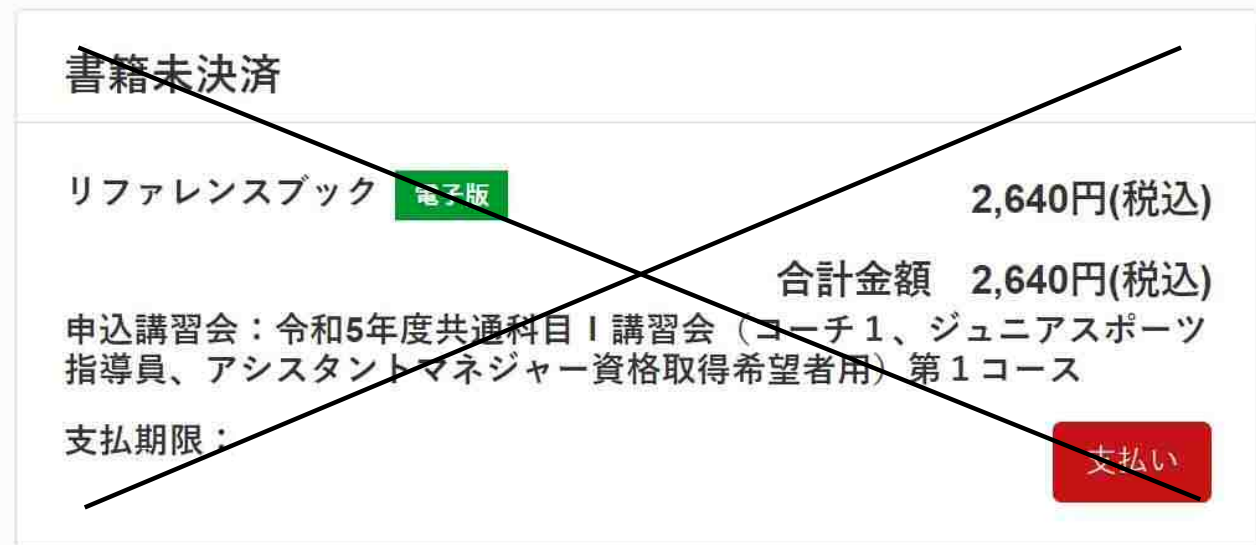 書籍未決済
リファレンスブック 電子版 2,640円(税込)
合計金額 2,640円(税込)
申込講習会：令和5年度共通科目Ⅰ講習会（コーチ１、ジュニアスポーツ
指導員、アシスタントマネジャー資格取得希望者用）第１コース
支払期限：
支払い